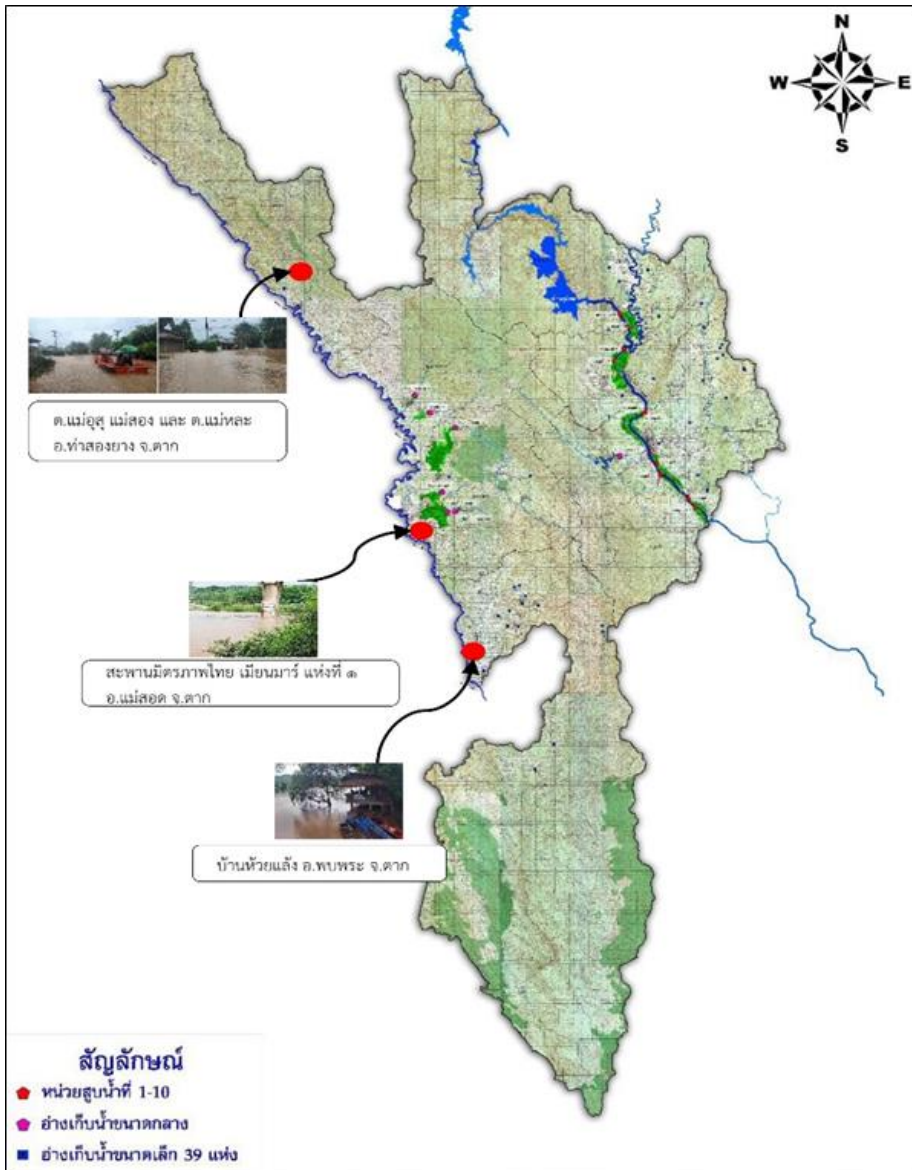 N
W E
S
ต.แม่อุสุ แม่สอง และ ต.แม่หละ
อ.ท่าสองยาง จ.ตาก
สะพานมิตรภาพไทย เมียนมาร์ แห่งที่ ๑
อ.แม่สอด จ.ตาก
บ้านห้วยแล้ง อ.พบพระ จ.ตาก
สัญลักษณ์
หน่วยสูบน้ำที่ 1-10
อ่างเก็บน้ำขนาดกลาง
อ่างเก็บน้ำขนาดเล็ก 39 แห่ง